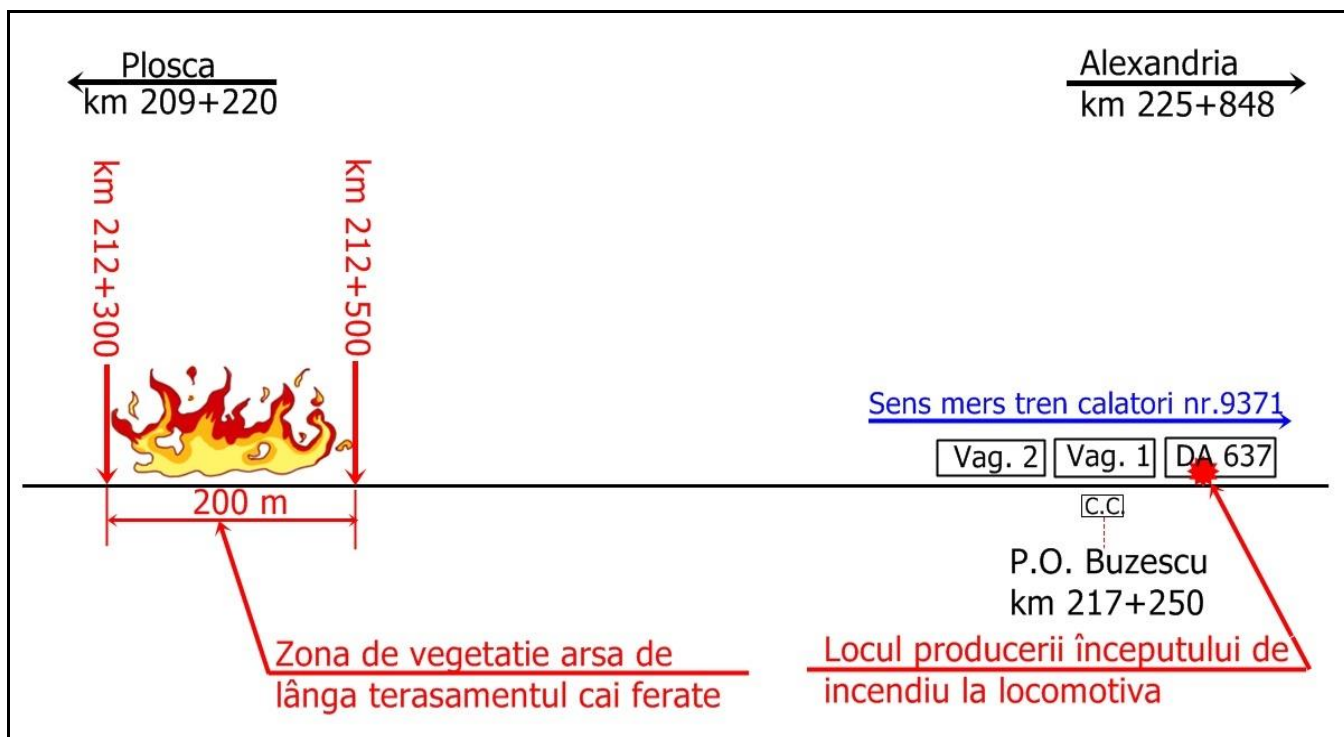 Plosca
km 209+220
Alexandria
km 225+848
km 212+300
km 212+500
Sens mers tren calatori nr.9371
Vag. 2
Vag. 1
DA 637
200 m
C.C.
P.O. Buzescu
km 217+250
Zona de vegetatie arsa de
lânga terasamentul cai ferate
Locul producerii începutului de
incendiu la locomotiva